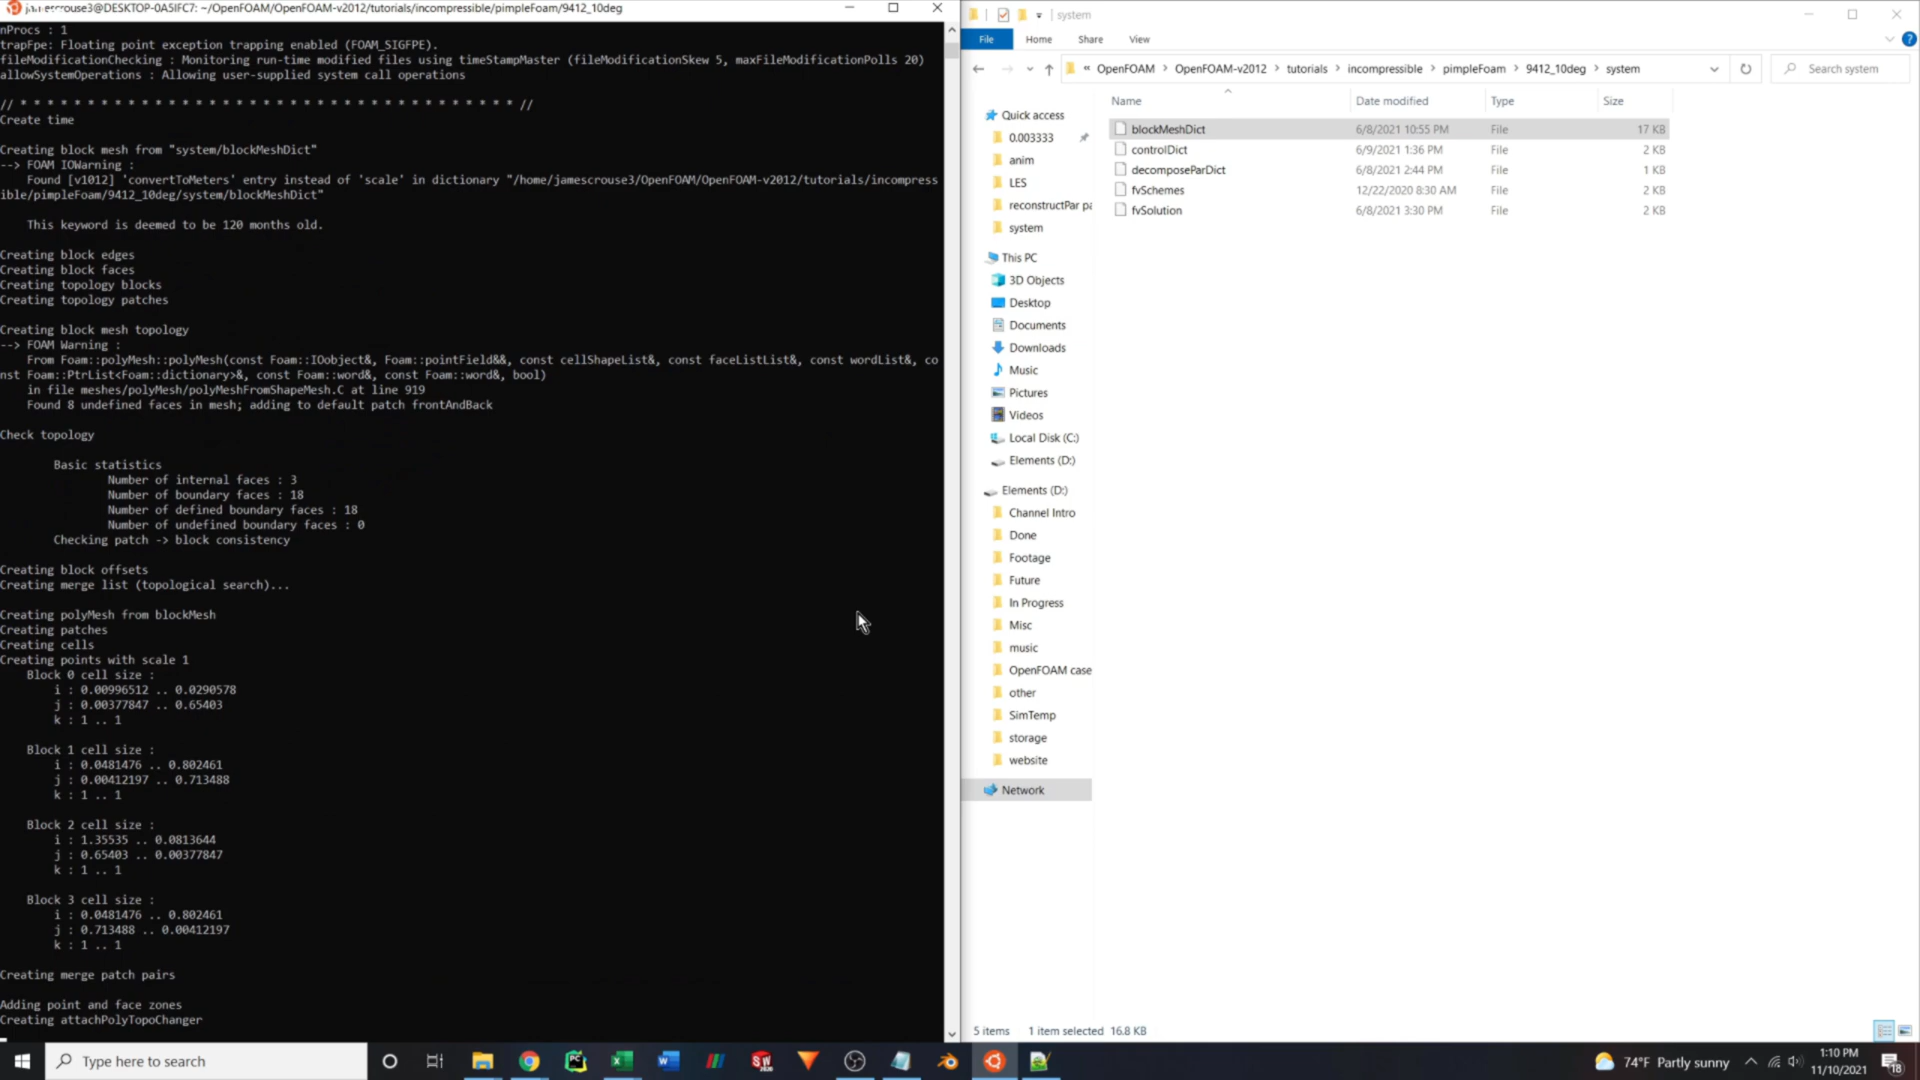 jamescrouse3@DESKTOP-0A5IFC7: ~/OpenFOAM/OpenFOAM-v2012/tutorials/incompressible/pimpleFoam/9412_10deg
nProcs : 1
trapFpe: Floating point exception trapping enabled (FOAM_SIGFPE).
fileModificationChecking : Monitoring run-time modified files using timeStampMaster (fileModificationSkew 5, maxFileModificationPolls 20)
allowSystemOperations : Allowing user-supplied system call operations
// * * * * * * * * * * * * * * * * * * * * * * * * * * * * * * * * * * * * * //
Create time
Creating block mesh from "system/blockMeshDict"
--> FOAM IOWarning :
Found [v1012] 'convertToMeters' entry instead of 'scale' in dictionary "/home/jamescrouse3/OpenFOAM/OpenFOAM-v2012/tutorials/incompress
ible/pimpleFoam/9412_10deg/system/blockMeshDict"
This keyword is deemed to be 120 months old.
Creating block edges
Creating block faces
Creating topology blocks
Creating topology patches
Creating block mesh topology
--> FOAM Warning :
From Foam::polyMesh::polyMesh(const Foam::IOobject&, Foam::pointField&&, const cellShapeList&, const faceListList&, const wordList&, co
nst Foam::PtrList<Foam::dictionary>&, const Foam::word&, const Foam::word&, bool)
in file meshes/polyMesh/polyMeshFromShapeMesh.C at line 919
Found 8 undefined faces in mesh; adding to default patch frontAndBack
Check topology
Basic statistics
Number of internal faces : 3
Number of boundary faces : 18
Number of defined boundary faces : 18
Number of undefined boundary faces : 0
Checking patch -> block consistency
Creating block offsets
Creating merge list (topological search)...
Creating polyMesh from blockMesh
Creating patches
Creating cells
Creating points with scale 1
Block 0 cell size :
i : 0.00996512 .. 0.0290578
j : 0.00377847 .. 0.65403
k : 1 .. 1
Block 1 cell size :
i : 0.0481476 .. 0.802461
j : 0.00412197 .. 0.713488
k : 1 .. 1
Block 2 cell size :
i : 1.35535 .. 0.0813644
j : 0.65403 .. 0.00377847
k : 1 .. 1
Block 3 cell size :
i : 0.0481476 .. 0.802461
j : 0.713488 .. 0.00412197
k : 1 .. 1
Creating merge patch pairs
Adding point and face zones
Creating attachPolyTopoChanger
system
File Home Share View
« OpenFOAM > OpenFOAM-v2012 > tutorials > incompressible > pimpleFoam > 9412_10deg > system
Search system
Name Date modified Type Size
blockMeshDict 6/8/2021 10:55 PM File 17 KB
controlDict 6/9/2021 1:36 PM File 2 KB
decomposeParDict 6/8/2021 2:44 PM File 1 KB
fvSchemes 12/22/2020 8:30 AM File 2 KB
fvSolution 6/8/2021 3:30 PM File 2 KB
Quick access
0.003333
anim
LES
reconstructPar pa
system
This PC
3D Objects
Desktop
Documents
Downloads
Music
Pictures
Videos
Local Disk (C:)
Elements (D:)
Elements (D:)
Channel Intro
Done
Footage
Future
In Progress
Misc
music
OpenFOAM case
other
SimTemp
storage
website
Network
5 items 1 item selected 16.8 KB
Type here to search
74°F Partly sunny
1:10 PM
11/10/2021
18